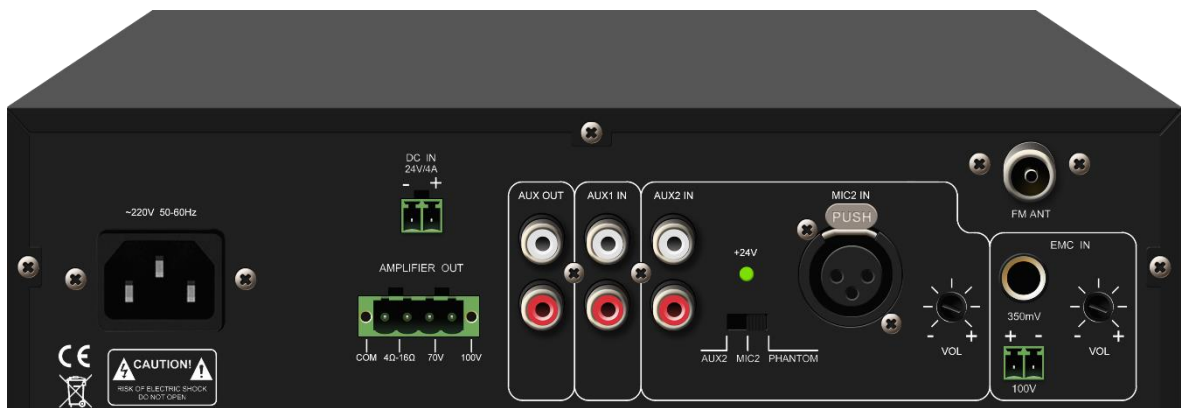 ~220V 50-60Hz
DC IN
24V/4A
- +
AMPLIFIER OUT
COM 4Ω-16Ω 70V 100V
CE
CAUTION!
RISK OF ELECTRIC SHOCK
DO NOT OPEN
AUX OUT
AUX1 IN
AUX2 IN
+24V
AUX2 MIC2 PHANTOM
MIC2 IN
PUSH
- +
VOL
FM ANT
EMC IN
350mV
+ -
100V
- +
VOL